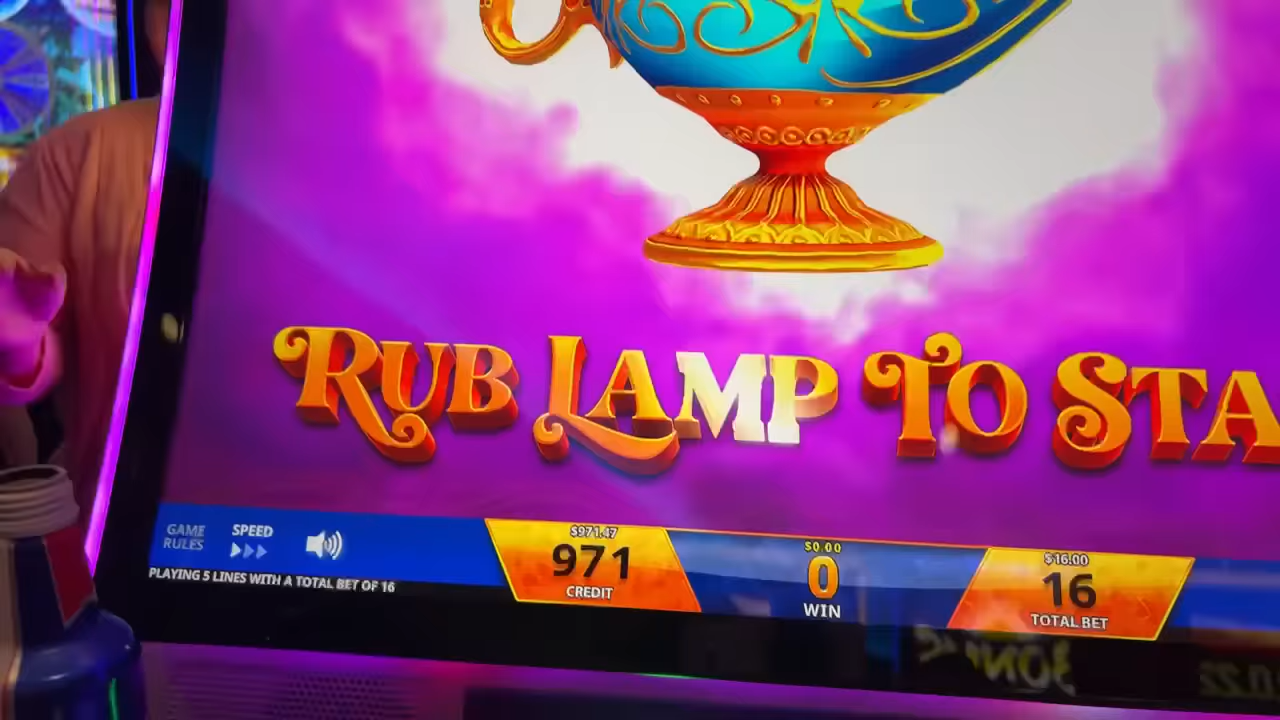 RUB LAMP TO STA
GAME
RULES
SPEED
$971.47
971
CREDIT
$0.00
0
WIN
$16.00
16
TOTAL BET
PLAYING 5 LINES WITH A TOTAL BET OF 16